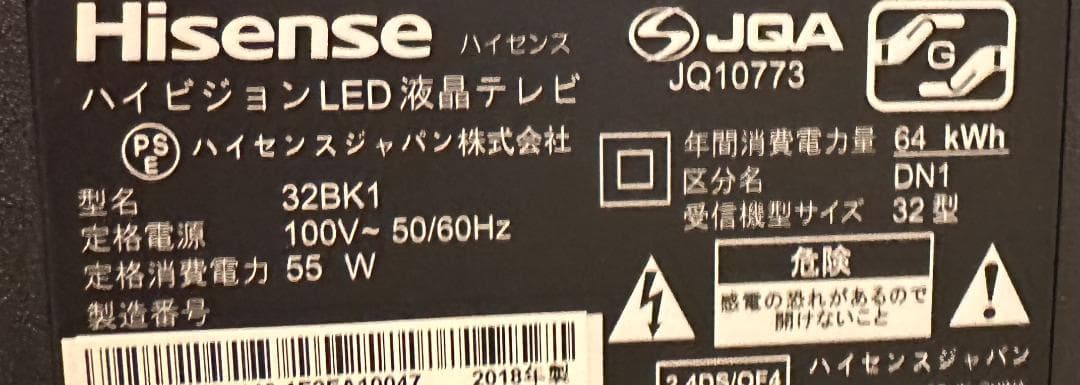 Hisense ハイセンス
ハイビジョンLED液晶テレビ
PS
E
ハイセンスジャパン株式会社
型名 32BK1
定格電源 100V~ 50/60Hz
定格消費電力 55 W
製造番号
2018年製
S JQA
JQ10773
G
年間消費電力量 64 kWh
区分名 DN1
受信機型サイズ 32型
危険
感電の恐れがあるので
開けないこと
ハイセンスジャパン